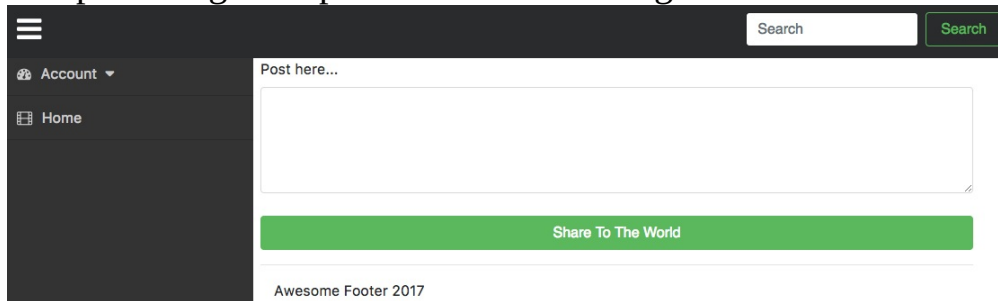 Search
Search
Account
Post here...
Home
Share To The World
Awesome Footer 2017